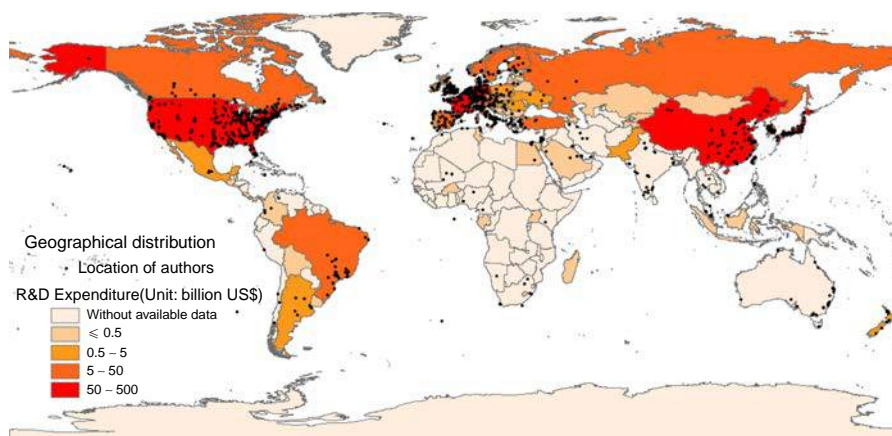 Geographical distribution
Location of authors
R&D Expenditure(Unit: billion US$)
Without available data
⩽ 0.5
0.5 – 5
5 – 50
50 – 500